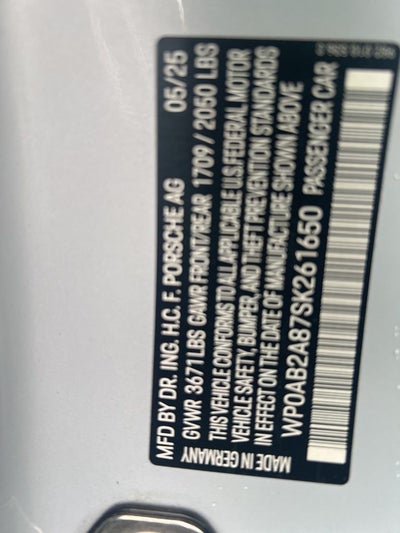 MFD BY DR. ING. H.C. F. PORSCHE AG 05/25
GVWR 3671LBS GAWR FRONT/REAR 1709 / 2050 LBS
THIS VEHICLE CONFORMS TO ALL APPLICABLE U.S. FEDERAL MOTOR
VEHICLE SAFETY, BUMPER, AND THEFT PREVENTION STANDARDS
IN EFFECT ON THE DATE OF MANUFACTURE SHOWN ABOVE
WP0AB2A87SK261650 PASSENGER CAR
MADE IN GERMANY